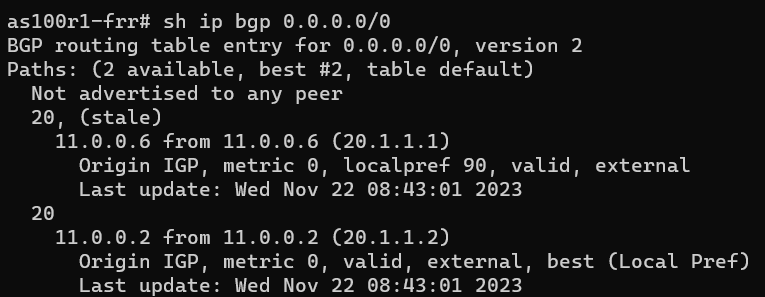 as100r1-frr# sh ip bgp 0.0.0.0/0
BGP routing table entry for 0.0.0.0/0, version 2
Paths: (2 available, best #2, table default)
  Not advertised to any peer
  20, (stale)
    11.0.0.6 from 11.0.0.6 (20.1.1.1)
      Origin IGP, metric 0, localpref 90, valid, external
      Last update: Wed Nov 22 08:43:01 2023
  20
    11.0.0.2 from 11.0.0.2 (20.1.1.2)
      Origin IGP, metric 0, valid, external, best (Local Pref)
      Last update: Wed Nov 22 08:43:01 2023